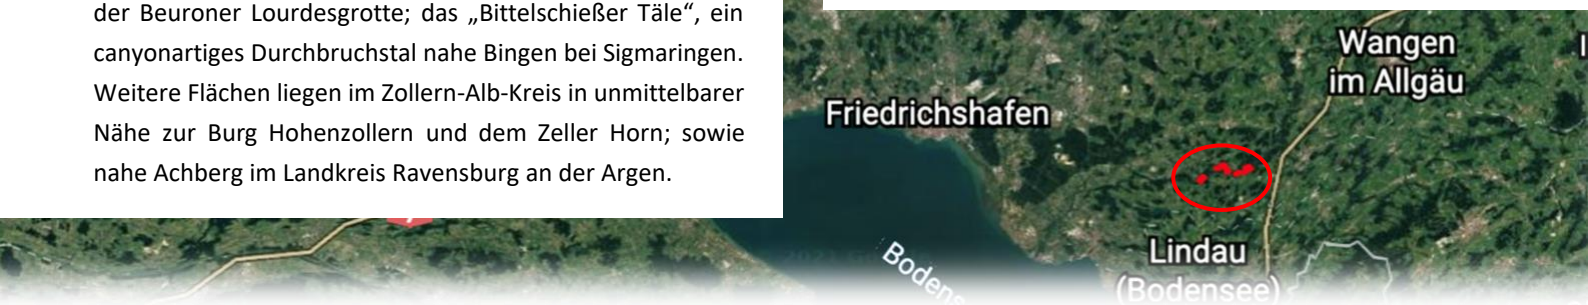 der Beuroner Lourdesgrotte; das „Bittelschießer Täle“, ein
canyonartiges Durchbruchstal nahe Bingen bei Sigmaringen.
Weitere Flächen liegen im Zollern-Alb-Kreis in unmittelbarer
Nähe zur Burg Hohenzollern und dem Zeller Horn; sowie
nahe Achberg im Landkreis Ravensburg an der Argen.
Wangen
im Allgäu
Friedrichshafen
Lindau
(Bodensee)